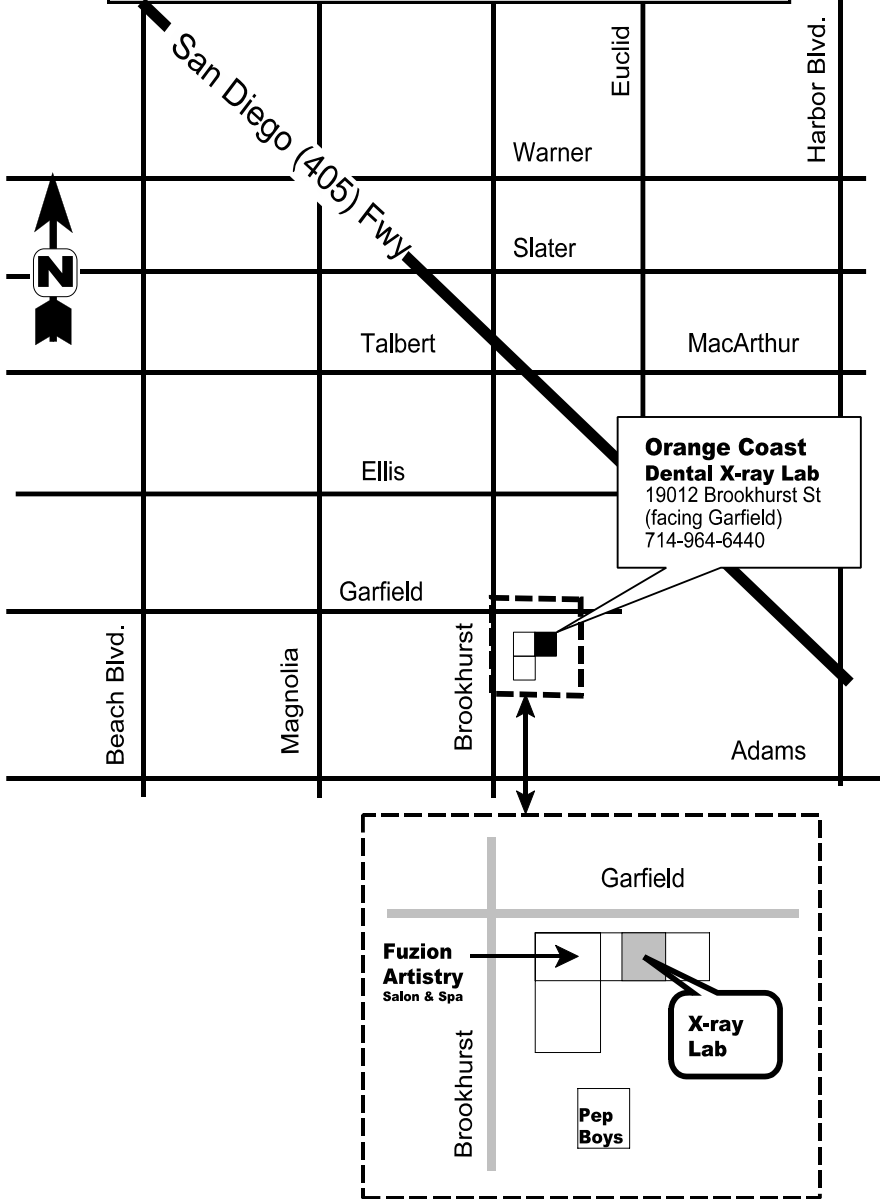 San Diego (405) Fwy
Euclid
Harbor Blvd.
Warner
N
Slater
Talbert
MacArthur
Orange Coast
Dental X-ray Lab
19012 Brookhurst St
(facing Garfield)
714-964-6440
Ellis
Garfield
Beach Blvd.
Magnolia
Brookhurst
Adams
Garfield
Fuzion
Artistry
Salon & Spa
X-ray
Lab
Brookhurst
Pep
Boys